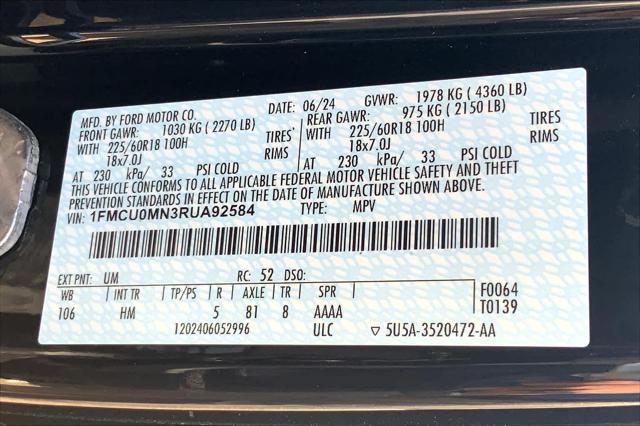 MFD. BY FORD MOTOR CO. DATE: 06/24 GVWR: 1978 KG ( 4360 LB)
FRONT GAWR: 1030 KG ( 2270 LB) REAR GAWR: 975 KG ( 2150 LB)
WITH 225/60R18 100H TIRES WITH 225/60R18 100H TIRES
18x7.0J RIMS 18x7.0J RIMS
AT 230 kPa/ 33 PSI COLD AT 230 kPa/ 33 PSI COLD
THIS VEHICLE CONFORMS TO ALL APPLICABLE FEDERAL MOTOR VEHICLE SAFETY AND THEFT
PREVENTION STANDARDS IN EFFECT ON THE DATE OF MANUFACTURE SHOWN ABOVE.
VIN: 1FMCU0MN3RUA92584 TYPE: MPV
EXT PNT: UM RC: 52 DSO:
WB INT TR TP/PS R AXLE TR SPR F0064
106 HM 5 81 8 AAAA T0139
1202406052996 ULC ▽ 5U5A-3520472-AA